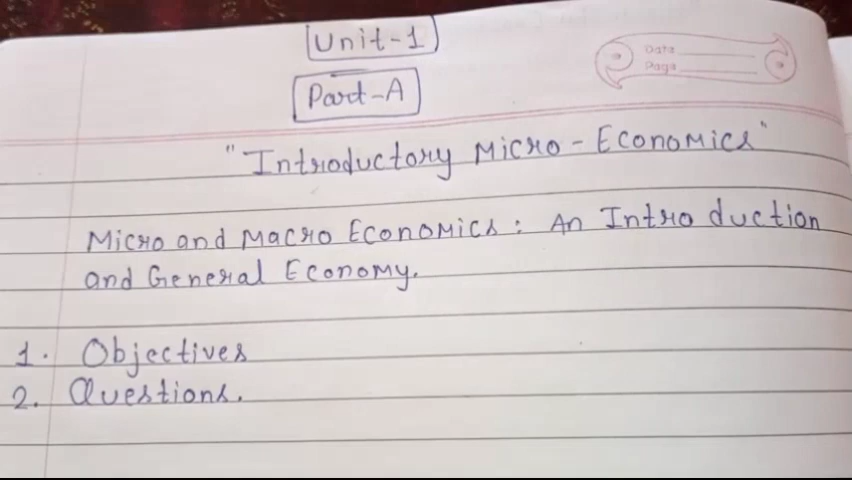 Unit-1
Date
Page
Part-A
"Introductory Micro-Economics"
Micro and Macro Economics: An Introduction
and General Economy.
1. Objectives
2. Questions.